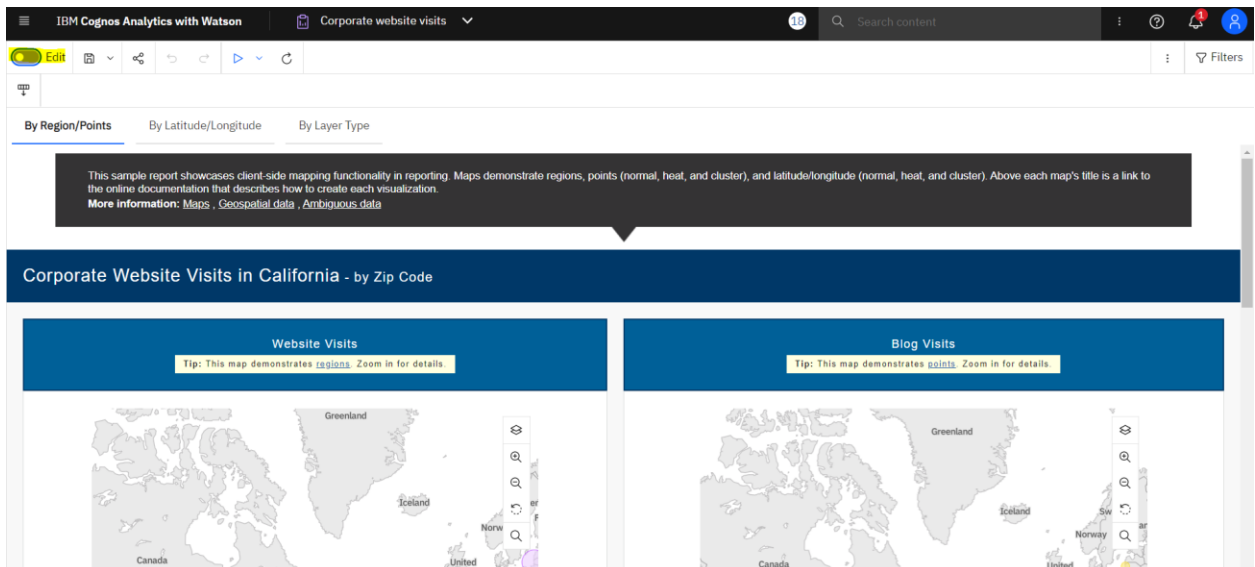 IBM Cognos Analytics with Watson
Corporate website visits
18
Search content
1
Edit
Filters
By Region/Points
By Latitude/Longitude
By Layer Type
This sample report showcases client-side mapping functionality in reporting. Maps demonstrate regions, points (normal, heat, and cluster), and latitude/longitude (normal, heat, and cluster). Above each map's title is a link to
the online documentation that describes how to create each visualization.
More information: Maps , Geospatial data , Ambiguous data
Corporate Website Visits in California - by Zip Code
Website Visits
Tip: This map demonstrates regions. Zoom in for details.
Greenland
Iceland
Norw
Canada
United
Blog Visits
Tip: This map demonstrates points. Zoom in for details.
Greenland
Iceland
Sw
Norway
Canada
United